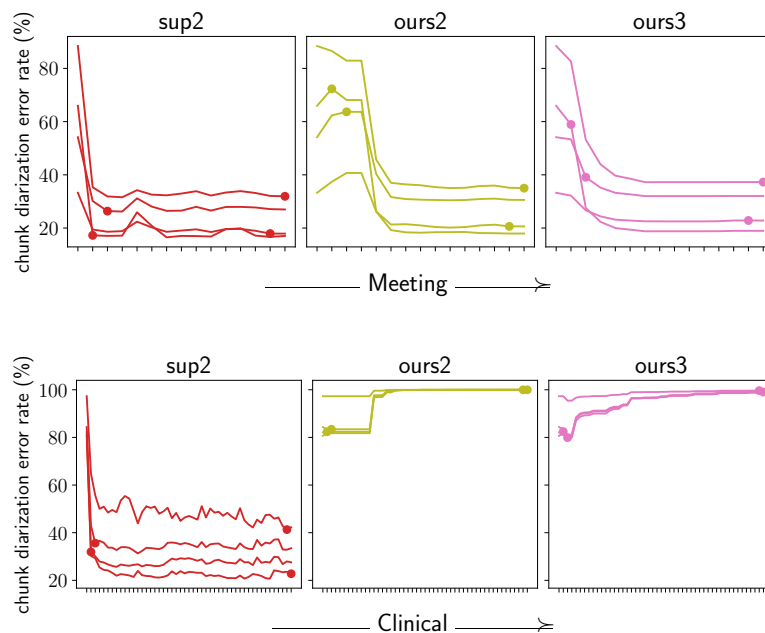 sup2 ours2 ours3
chunk diarization error rate (%)
80
60
40
20
Meeting
sup2 ours2 ours3
chunk diarization error rate (%)
100
80
60
40
20
Clinical